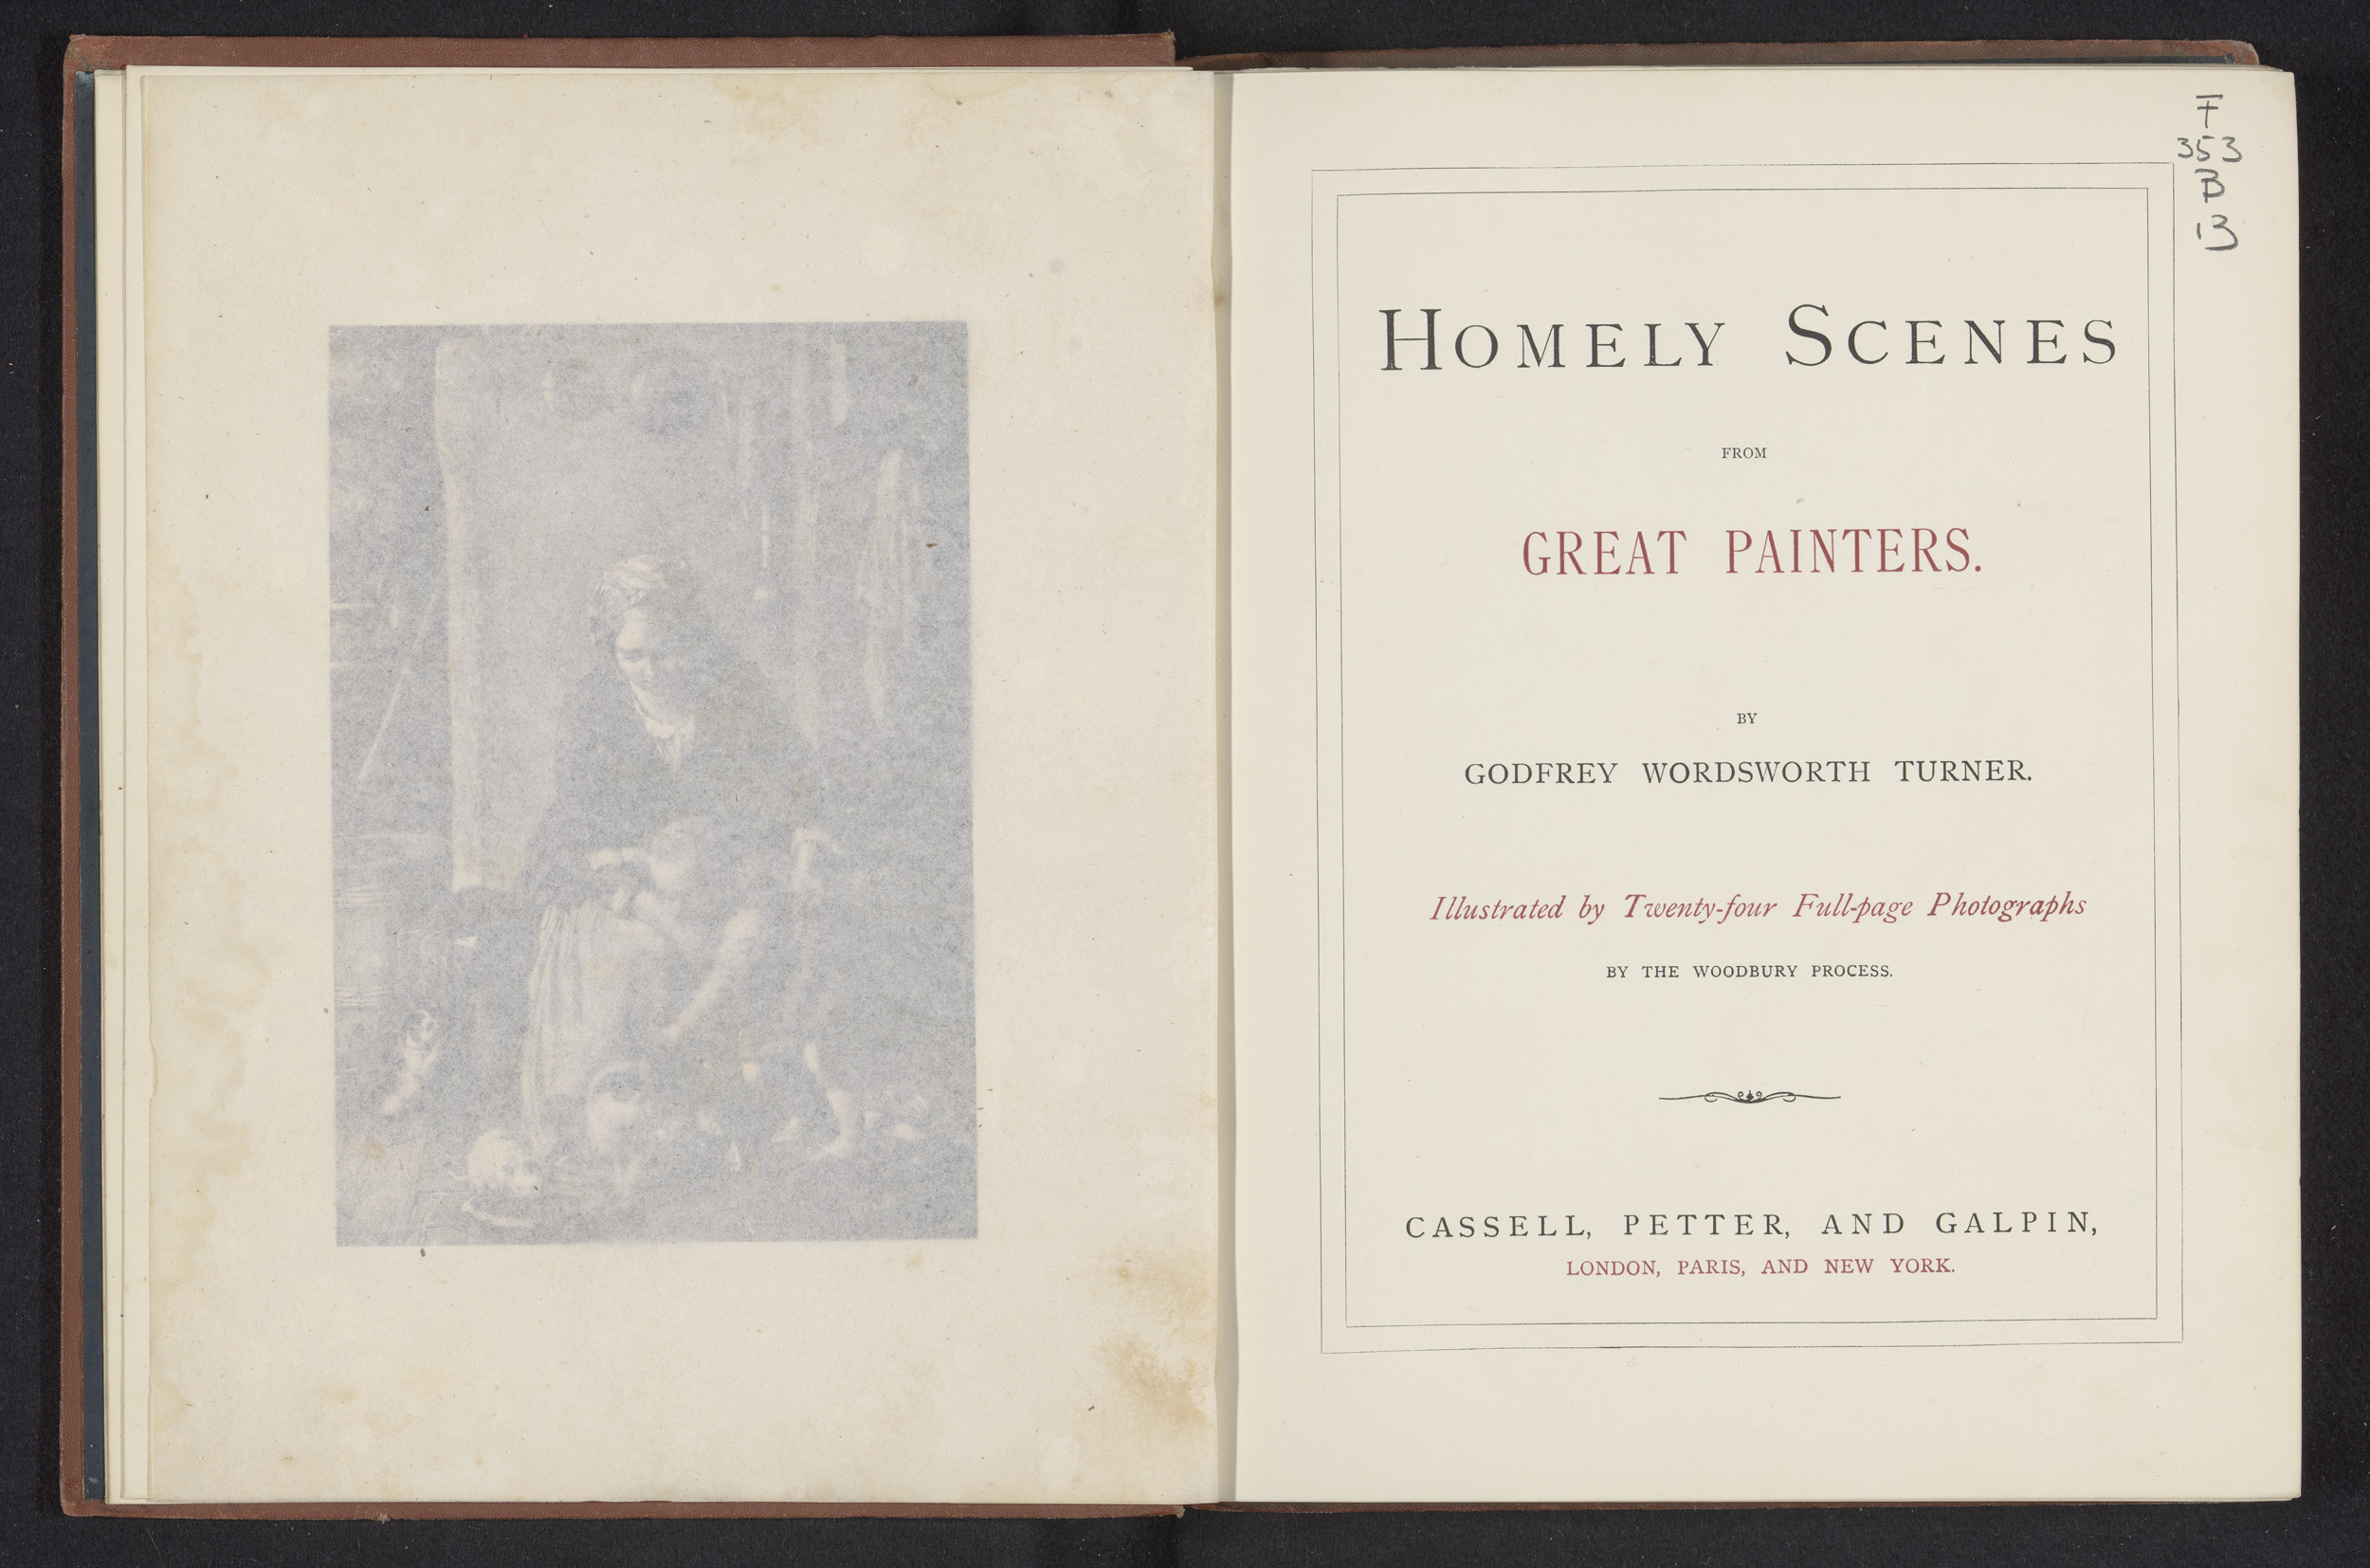 F
353
B
13
HOMELY SCENES
FROM
GREAT PAINTERS.
BY
GODFREY WORDSWORTH TURNER.
Illustrated by Twenty-four Full-page Photographs
BY THE WOODBURY PROCESS.
CASSELL, PETTER, AND GALPIN,
LONDON, PARIS, AND NEW YORK.